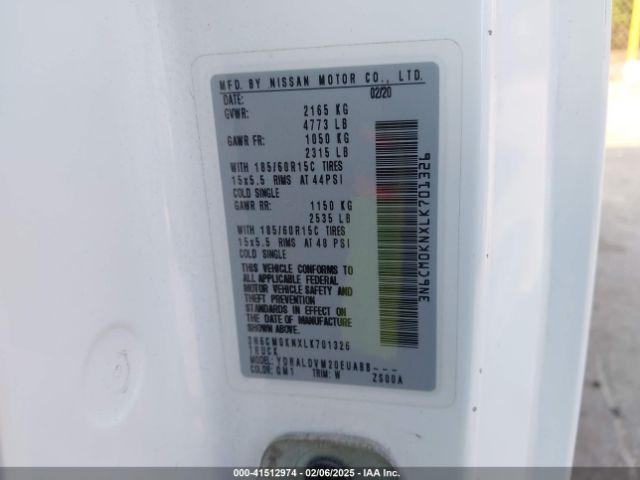 MFD. BY NISSAN MOTOR CO., LTD.
DATE: 02/20
GVWR: 2165 KG
4773 LB
GAWR FR: 1050 KG
2315 LB
WITH 185/60R15C TIRES
15x5.5 RIMS AT 44PSI
COLD SINGLE
GAWR RR: 1150 KG
2535 LB
WITH 185/60R15C TIRES
15x5.5 RIMS AT 48 PSI
COLD SINGLE
THIS VEHICLE CONFORMS TO
ALL APPLICABLE FEDERAL
MOTOR VEHICLE SAFETY AND
THEFT PREVENTION
STANDARDS IN EFFECT ON
THE DATE OF MANUFACTURE
SHOWN ABOVE.
3N6CM0KNXLK701326
TRUCK
MODEL: YDRALDVM20EUABB---
COLOR: QM1 TRIM: W ZS00A
3N6CM0KNXLK701326
000-41512974 / 02/06/2025 / IAA Inc.